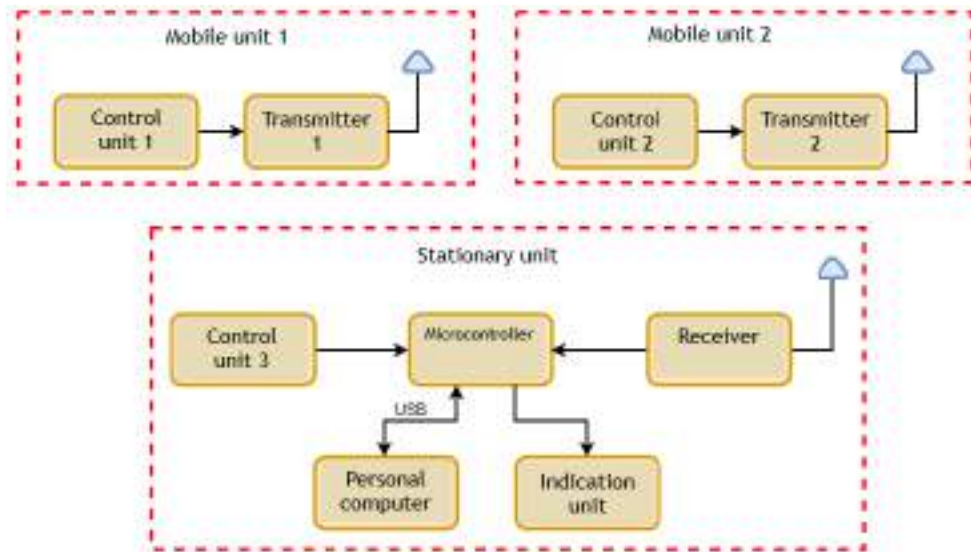 Mobile unit 1
Control
unit 1
Transmitter
1
Mobile unit 2
Control
unit 2
Transmitter
2
Stationary unit
Control
unit 3
Microcontroller
Receiver
USB
Personal
computer
Indication
unit